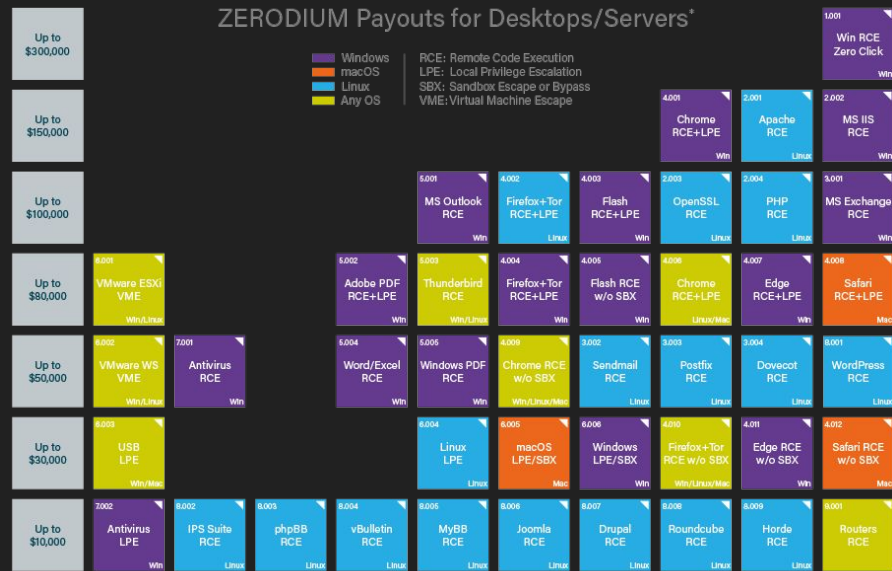 ZERODIUM Payouts for Desktops/Servers*
Windows
macOS
Linux
Any OS
RCE: Remote Code Execution
LPE: Local Privilege Escalation
SBX: Sandbox Escape or Bypass
VME: Virtual Machine Escape
Up to
$300,000
1.001
Win RCE
Zero Click
Win
Up to
$150,000
4.001
Chrome
RCE+LPE
Win
2.001
Apache
RCE
Linux
2.002
MS IIS
RCE
Win
Up to
$100,000
5.001
MS Outlook
RCE
Win
4.002
Firefox+Tor
RCE+LPE
Linux
4.003
Flash
RCE+LPE
Win
2.003
OpenSSL
RCE
Linux
2.004
PHP
RCE
Linux
3.001
MS Exchange
RCE
Win
Up to
$80,000
6.001
VMware ESXi
VME
Win/Linux
5.002
Adobe PDF
RCE+LPE
Win
5.003
Thunderbird
RCE
Win/Linux
4.004
Firefox+Tor
RCE+LPE
Win
4.005
Flash RCE
w/o SBX
Win
4.006
Chrome
RCE+LPE
Linux/Mac
4.007
Edge
RCE+LPE
Win
4.008
Safari
RCE+LPE
Mac
Up to
$50,000
6.002
VMware WS
VME
Win/Linux
7.001
Antivirus
RCE
Win
5.004
Word/Excel
RCE
Win
5.005
Windows PDF
RCE
Win
4.009
Chrome RCE
w/o SBX
Win/Linux/Mac
3.002
Sendmail
RCE
Linux
3.003
Postfix
RCE
Linux
3.004
Dovecot
RCE
Linux
8.001
WordPress
RCE
Linux
Up to
$30,000
6.003
USB
LPE
Win/Mac
6.004
Linux
LPE
Linux
6.005
macOS
LPE/SBX
Mac
6.006
Windows
LPE/SBX
Win
4.010
Firefox+Tor
RCE w/o SBX
Win/Linux/Mac
4.011
Edge RCE
w/o SBX
Win
4.012
Safari RCE
w/o SBX
Mac
Up to
$10,000
7.002
Antivirus
LPE
Win
8.002
IPS Suite
RCE
Linux
8.003
phpBB
RCE
Linux
8.004
vBulletin
RCE
Linux
8.005
MyBB
RCE
Linux
8.006
Joomla
RCE
Linux
8.007
Drupal
RCE
Linux
8.008
Roundcube
RCE
Linux
8.009
Horde
RCE
Linux
9.001
Routers
RCE